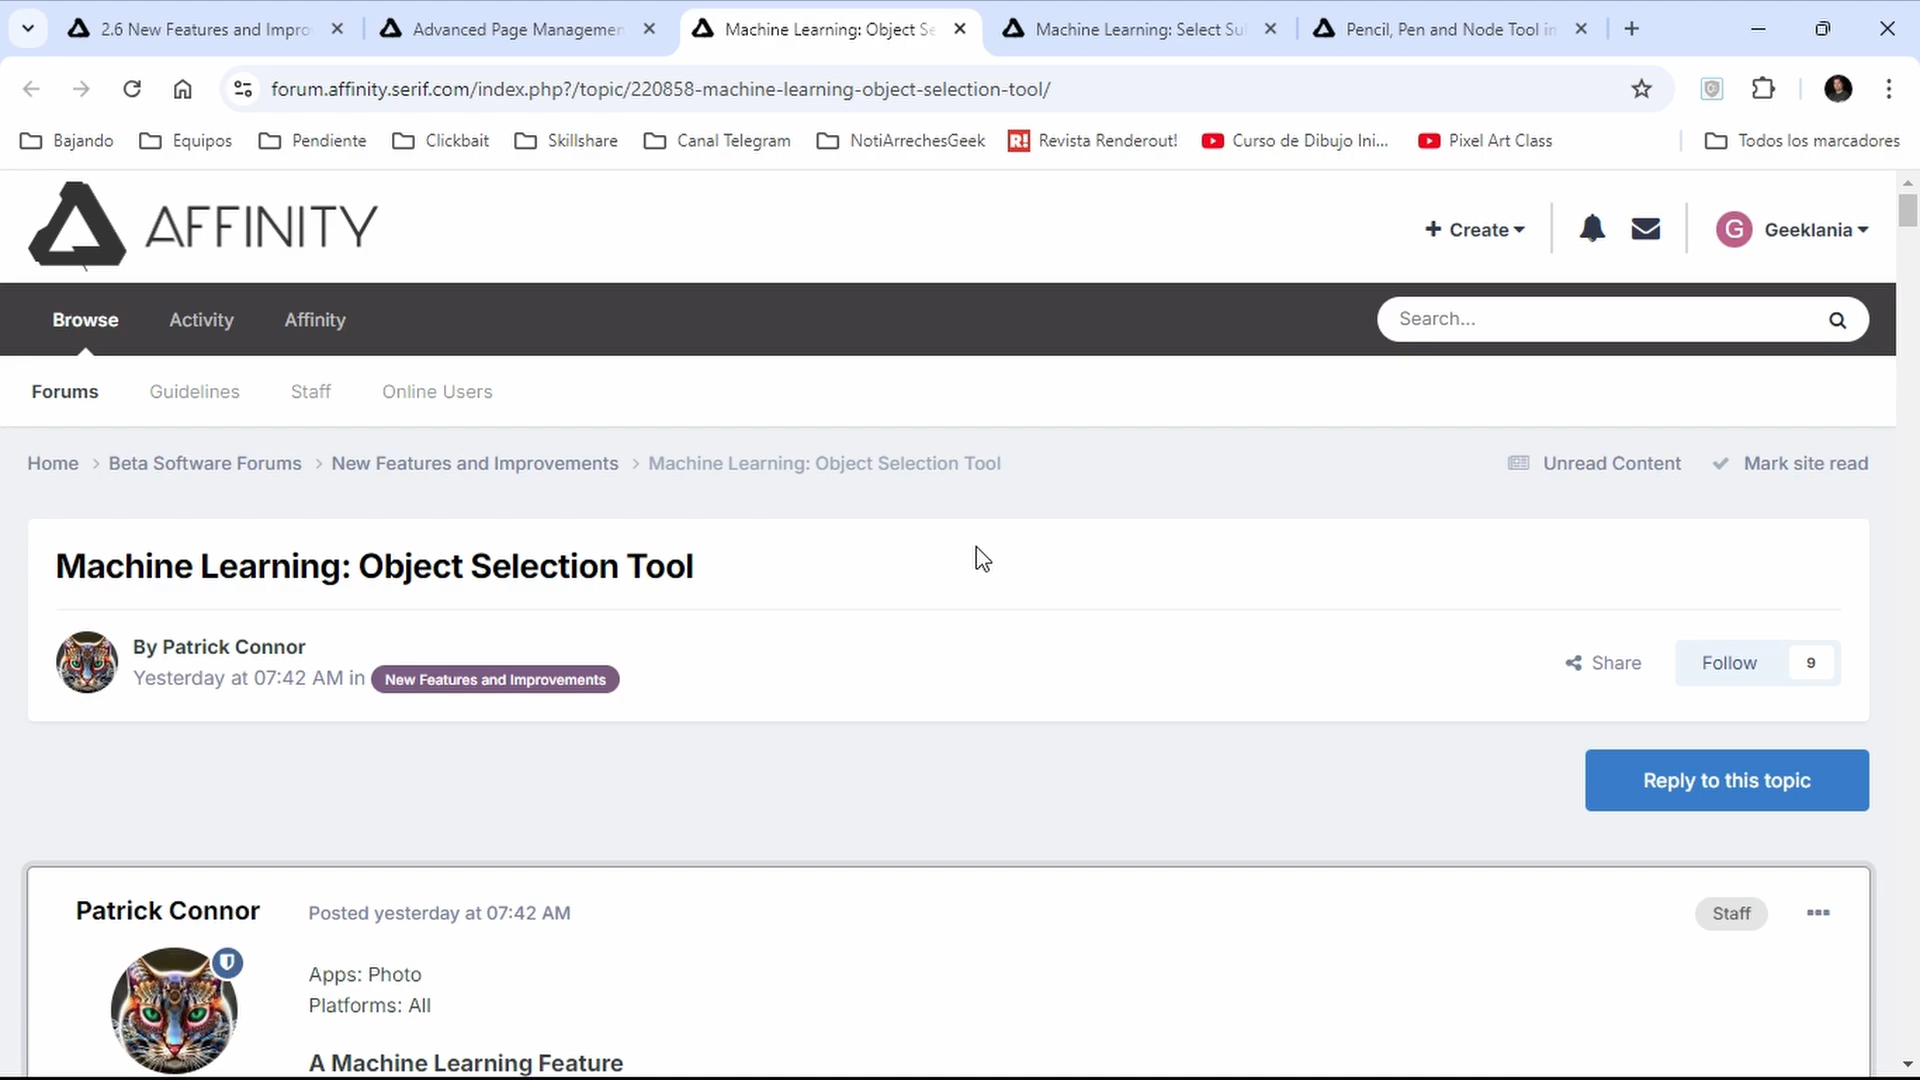 2.6 New Features and Impro
Advanced Page Managemen
Machine Learning: Object Se
Machine Learning: Select Su
Pencil, Pen and Node Tool in
forum.affinity.serif.com/index.php?/topic/220858-machine-learning-object-selection-tool/
Bajando
Equipos
Pendiente
Clickbait
Skillshare
Canal Telegram
NotiArrechesGeek
R!
Revista Renderout!
Curso de Dibujo Ini...
Pixel Art Class
Todos los marcadores
AFFINITY
+ Create
G
Geeklania
Browse
Activity
Affinity
Search...
Forums
Guidelines
Staff
Online Users
Home > Beta Software Forums > New Features and Improvements > Machine Learning: Object Selection Tool
Unread Content
Mark site read
Machine Learning: Object Selection Tool
By Patrick Connor
Yesterday at 07:42 AM in New Features and Improvements
Share
Follow 9
Reply to this topic
Patrick Connor
Posted yesterday at 07:42 AM
Staff
Apps: Photo
Platforms: All
A Machine Learning Feature